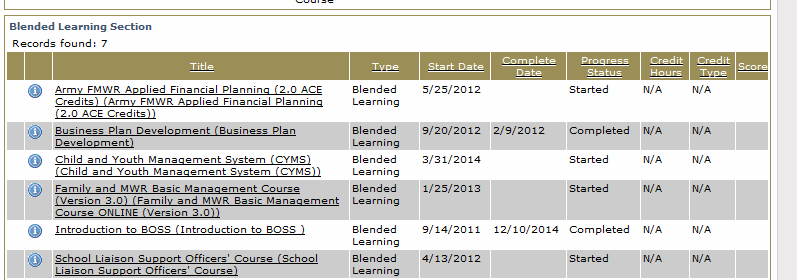 Course
Blended Learning Section
Records found: 7
Title Type Start Date Complete Date Progress Status Credit Hours Credit Type Score
Army FMWR Applied Financial Planning (2.0 ACE Credits) (Army FMWR Applied Financial Planning (2.0 ACE Credits)) Blended Learning 5/25/2012 Started N/A N/A
Business Plan Development (Business Plan Development) Blended Learning 9/20/2012 2/9/2012 Completed N/A N/A
Child and Youth Management System (CYMS) (Child and Youth Management System (CYMS)) Blended Learning 3/31/2014 Started N/A N/A
Family and MWR Basic Management Course (Version 3.0) (Family and MWR Basic Management Course ONLINE (Version 3.0)) Blended Learning 1/25/2013 Started N/A N/A
Introduction to BOSS (Introduction to BOSS ) Blended Learning 9/14/2011 12/10/2014 Completed N/A N/A
School Liaison Support Officers' Course (School Liaison Support Officers' Course) Blended Learning 4/13/2012 Started N/A N/A